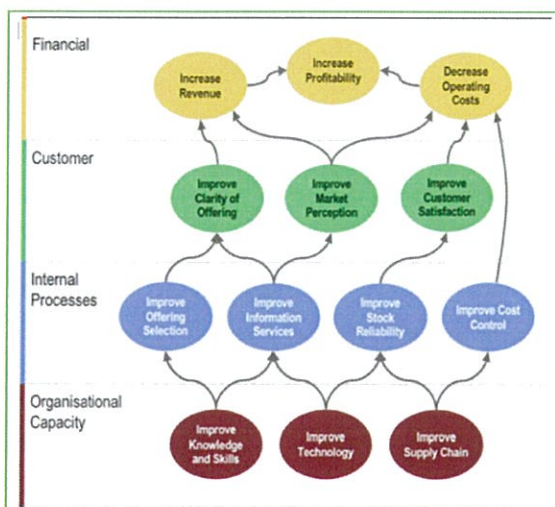 Financial
Increase
Revenue
Increase
Profitability
Decrease
Operating
Costs
Customer
Improve
Clarity of
Offering
Improve
Market
Perception
Improve
Customer
Satisfaction
Internal
Processes
Improve
Offering
Selection
Improve
Information
Services
Improve
Stock
Reliability
Improve Cost
Control
Organisational
Capacity
Improve
Knowledge
and Skills
Improve
Technology
Improve
Supply Chain